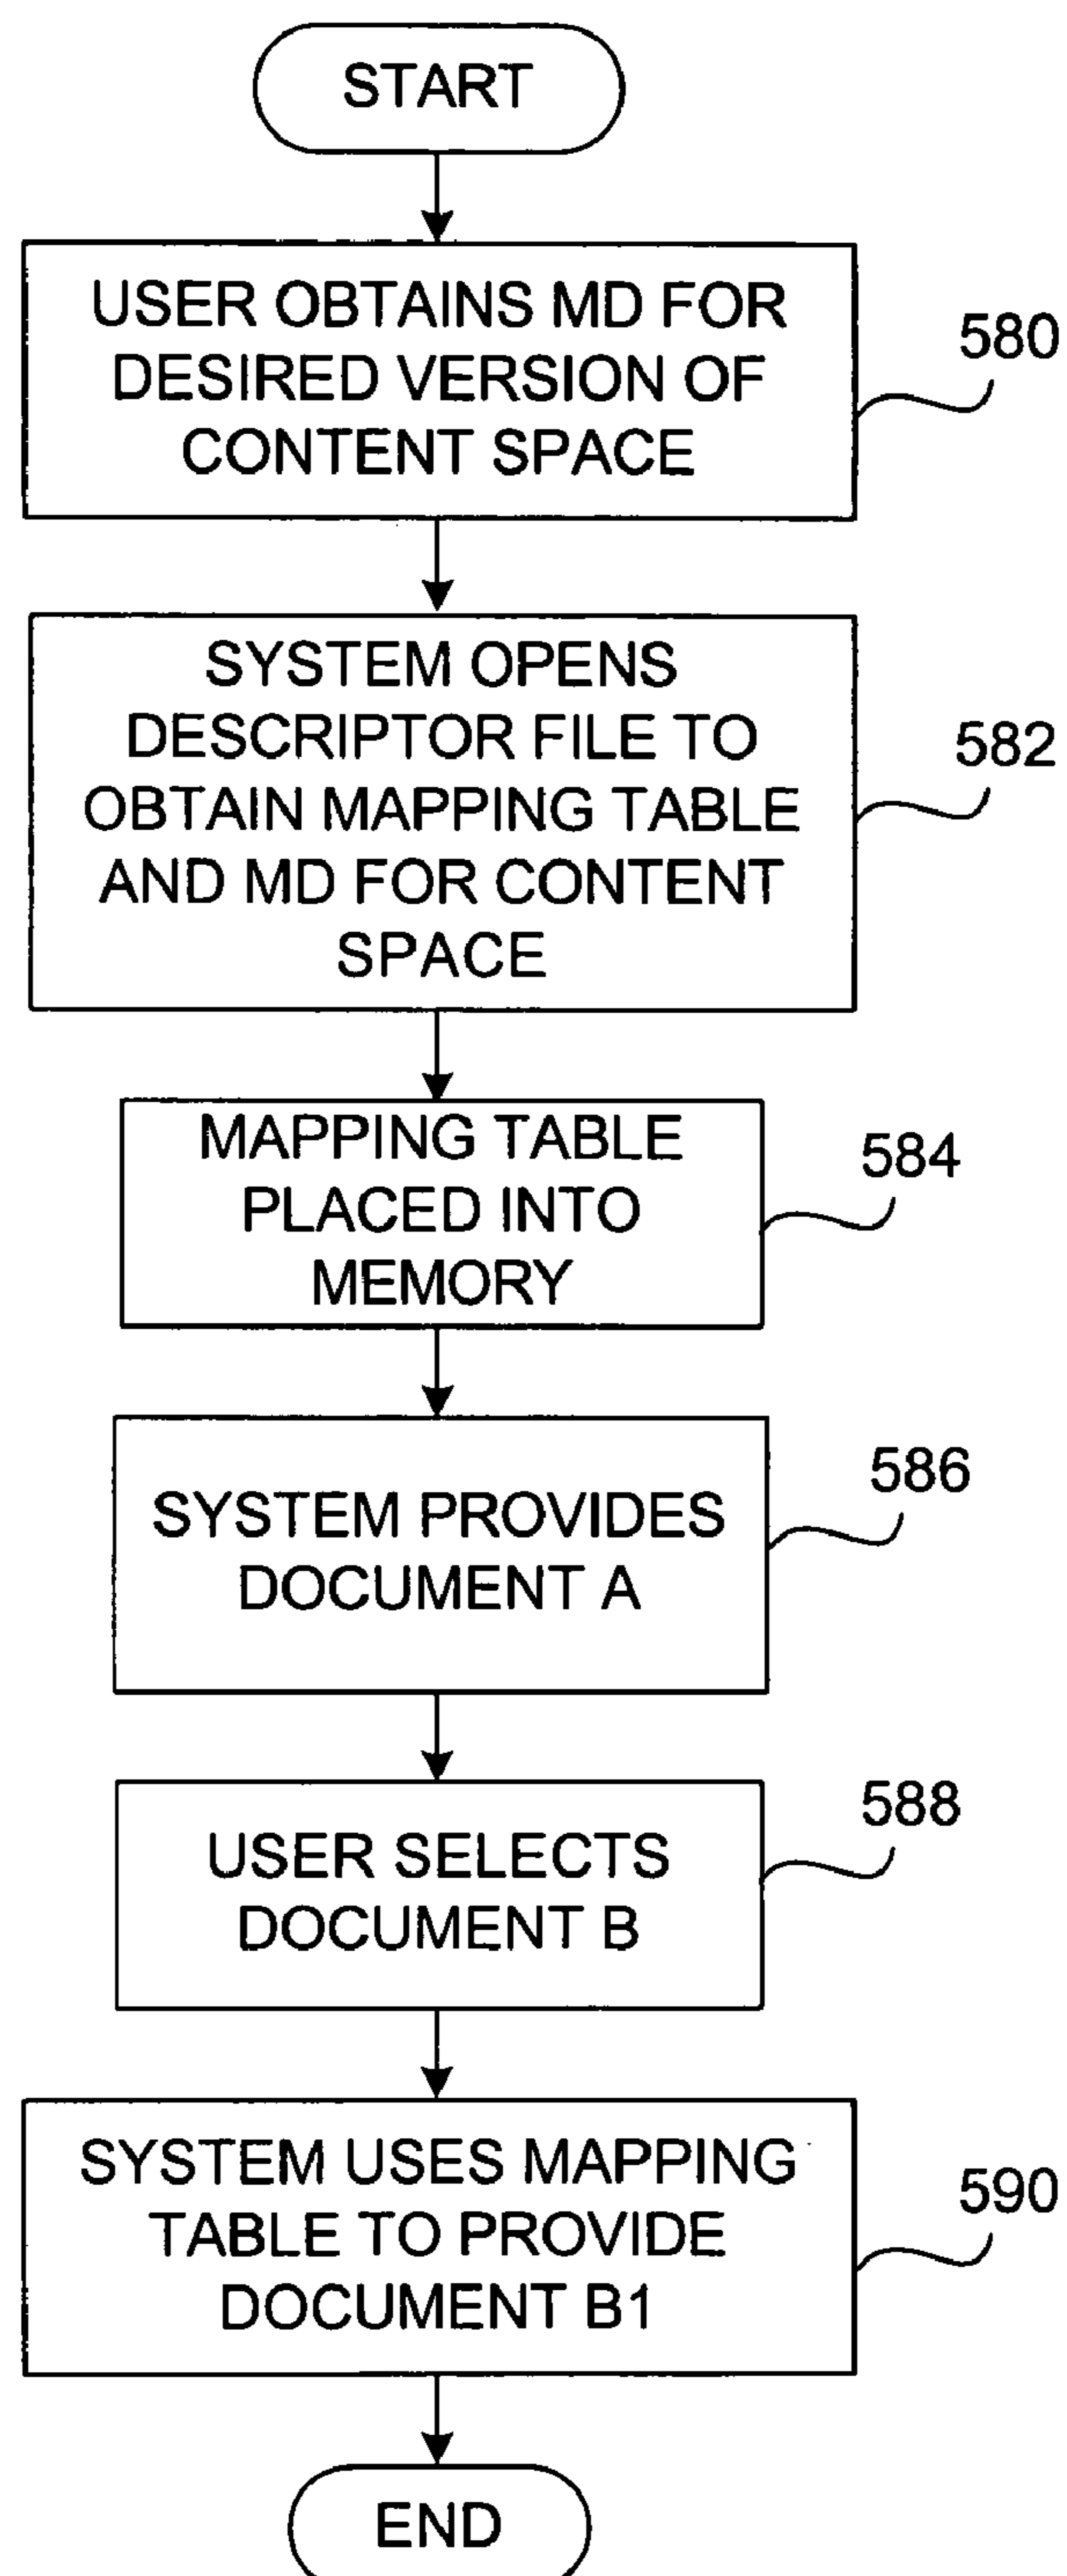 START
USER OBTAINS MD FOR
DESIRED VERSION OF
CONTENT SPACE
580
SYSTEM OPENS
DESCRIPTOR FILE TO
OBTAIN MAPPING TABLE
AND MD FOR CONTENT
SPACE
582
MAPPING TABLE
PLACED INTO
MEMORY
584
SYSTEM PROVIDES
DOCUMENT A
586
USER SELECTS
DOCUMENT B
588
SYSTEM USES MAPPING
TABLE TO PROVIDE
DOCUMENT B1
590
END